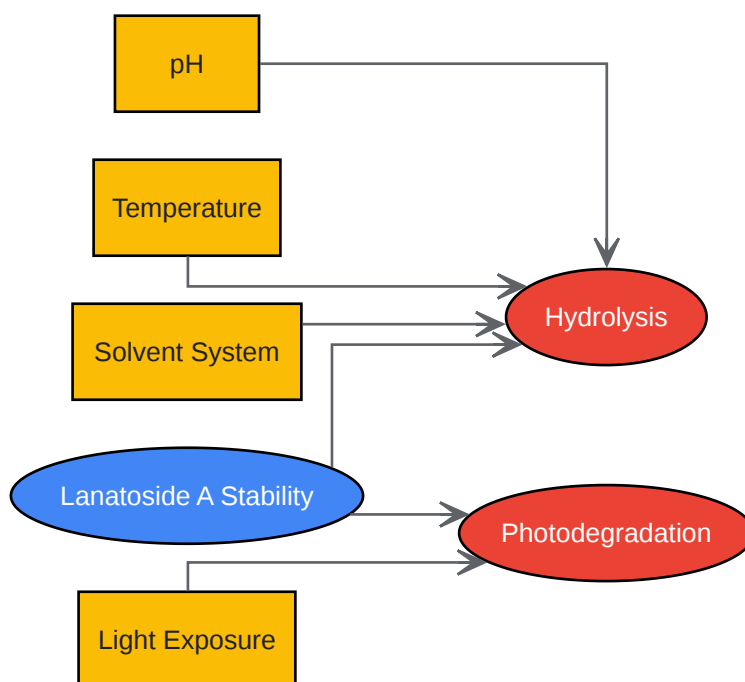 pH
Temperature
Hydrolysis
Solvent System
Lanatoside A Stability
Photodegradation
Light Exposure